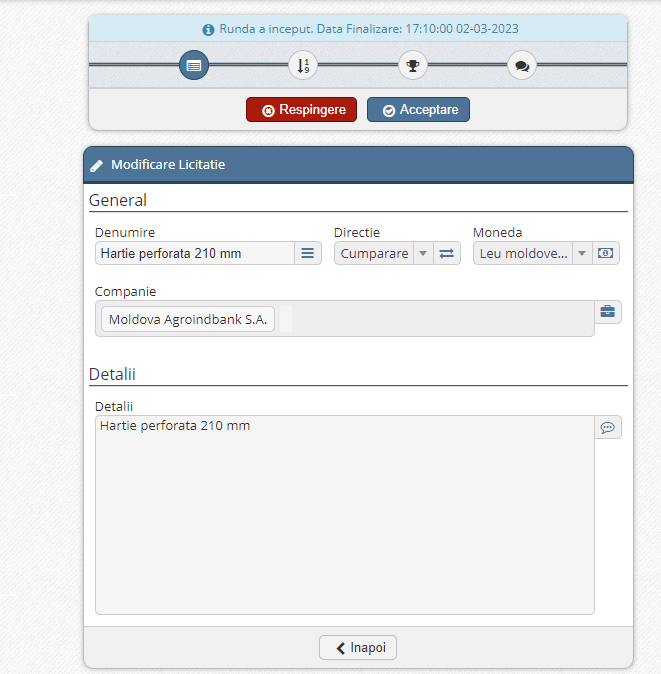 Runda a inceput. Data Finalizare: 17:10:00 02-03-2023
Respingere
Acceptare
Modificare Licitatie
General
Denumire
Directie
Moneda
Hartie perforata 210 mm
Cumparare
Leu moldove...
Companie
Moldova Agroindbank S.A.
Detalii
Detalii
Hartie perforata 210 mm
Inapoi